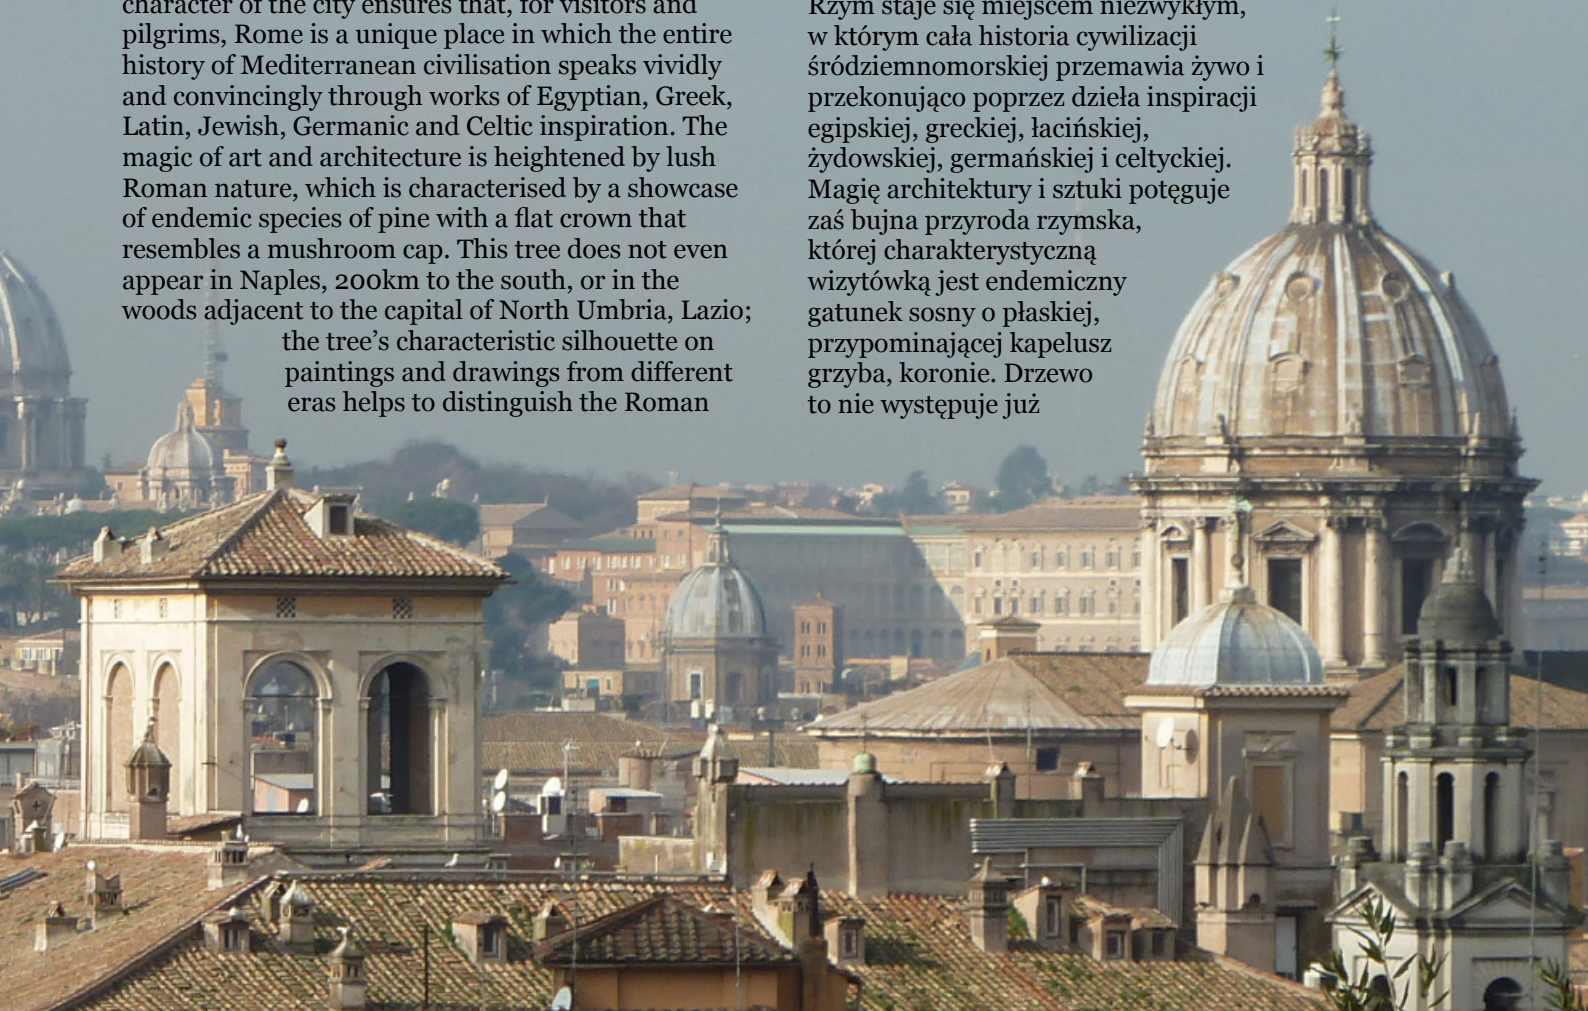 character of the city ensures that, for visitors and
pilgrims, Rome is a unique place in which the entire
history of Mediterranean civilisation speaks vividly
and convincingly through works of Egyptian, Greek,
Latin, Jewish, Germanic and Celtic inspiration. The
magic of art and architecture is heightened by lush
Roman nature, which is characterised by a showcase
of endemic species of pine with a flat crown that
resembles a mushroom cap. This tree does not even
appear in Naples, 200km to the south, or in the
woods adjacent to the capital of North Umbria, Lazio;
the tree’s characteristic silhouette on
paintings and drawings from different
eras helps to distinguish the Roman
Rzym staje się miejscem niezwykłym,
w którym cała historia cywilizacji
śródziemnomorskiej przemawia żywo i
przekonująco poprzez dzieła inspiracji
egipskiej, greckiej, łacińskiej,
żydowskiej, germańskiej i celtyckiej.
Magię architektury i sztuki potęguje
zaś bujna przyroda rzymska,
której charakterystyczną
wizytówką jest endemiczny
gatunek sosny o płaskiej,
przypominającej kapelusz
grzyba, koronie. Drzewo
to nie występuje już